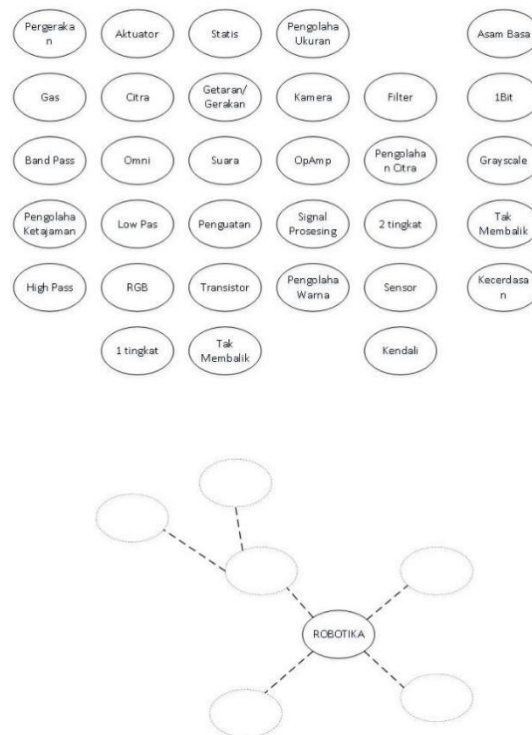 Pergeraka
n
Aktuator
Statis
Pengolaha
Ukuran
Asam Basa
Gas
Citra
Getaran/
Gerakan
Kamera
Filter
1Bit
Band Pass
Omni
Suara
OpAmp
Pengolaha
n Citra
Grayscale
Pengolaha
Ketajaman
Low Pas
Penguatan
Signal
Prosesing
2 tingkat
Tak
Membalik
High Pass
RGB
Transistor
Pengolaha
Warna
Sensor
Kecerdasa
n
1 tingkat
Tak
Membalik
Kendali
ROBOTIKA